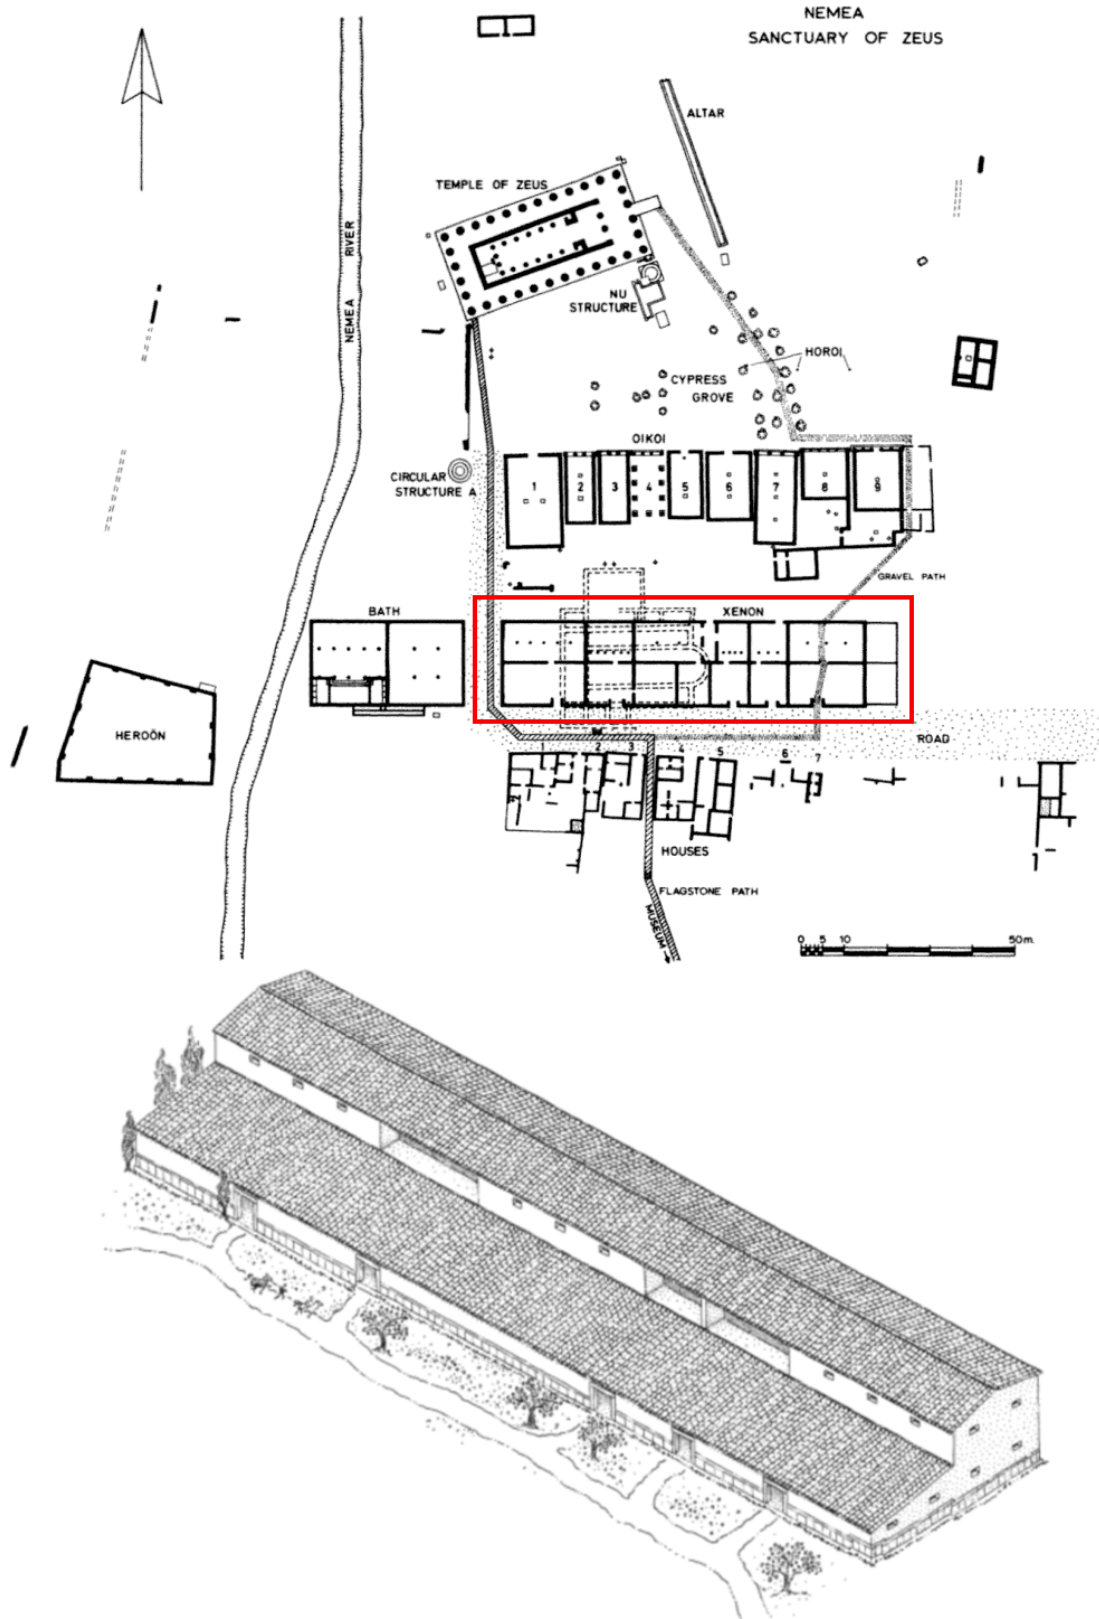 NEMEA
SANCTUARY OF ZEUS
ALTAR
TEMPLE OF ZEUS
NEMEA RIVER
NU
STRUCTURE
HOROI
CYPRESS
GROVE
OIKOI
CIRCULAR
STRUCTURE A
1 2 3 4 5 6 7 8 9
GRAVEL PATH
BATH
XENON
HEROÖN
ROAD
1 2 3 4 5 6 7
HOUSES
FLAGSTONE PATH
MUSEUM
0 5 10 50m.